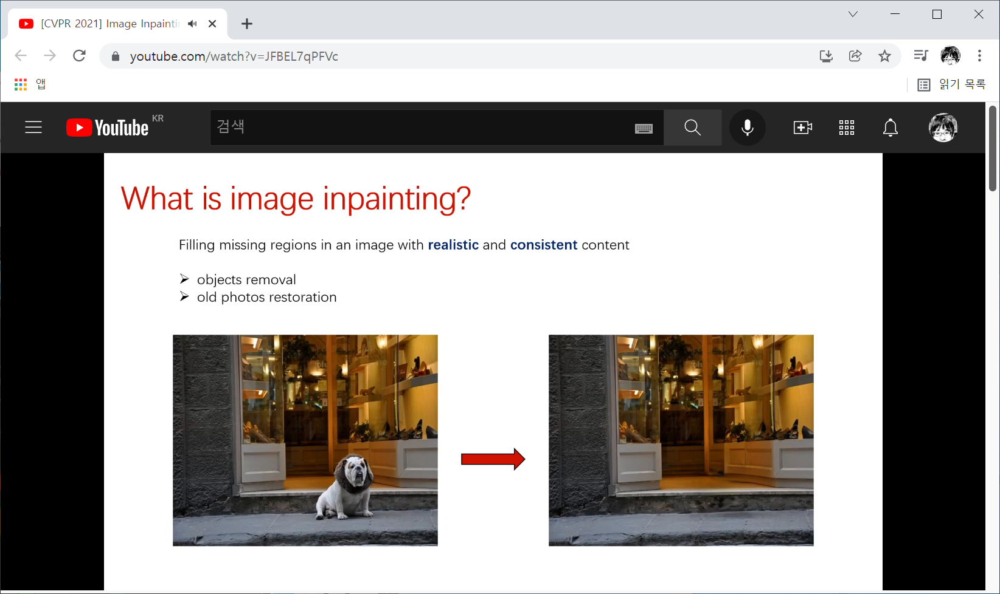 [CVPR 2021] Image Inpainti
youtube.com/watch?v=JFBEL7qPFVc
앱
읽기 목록
YouTube KR
검색
What is image inpainting?
Filling missing regions in an image with realistic and consistent content
objects removal
old photos restoration